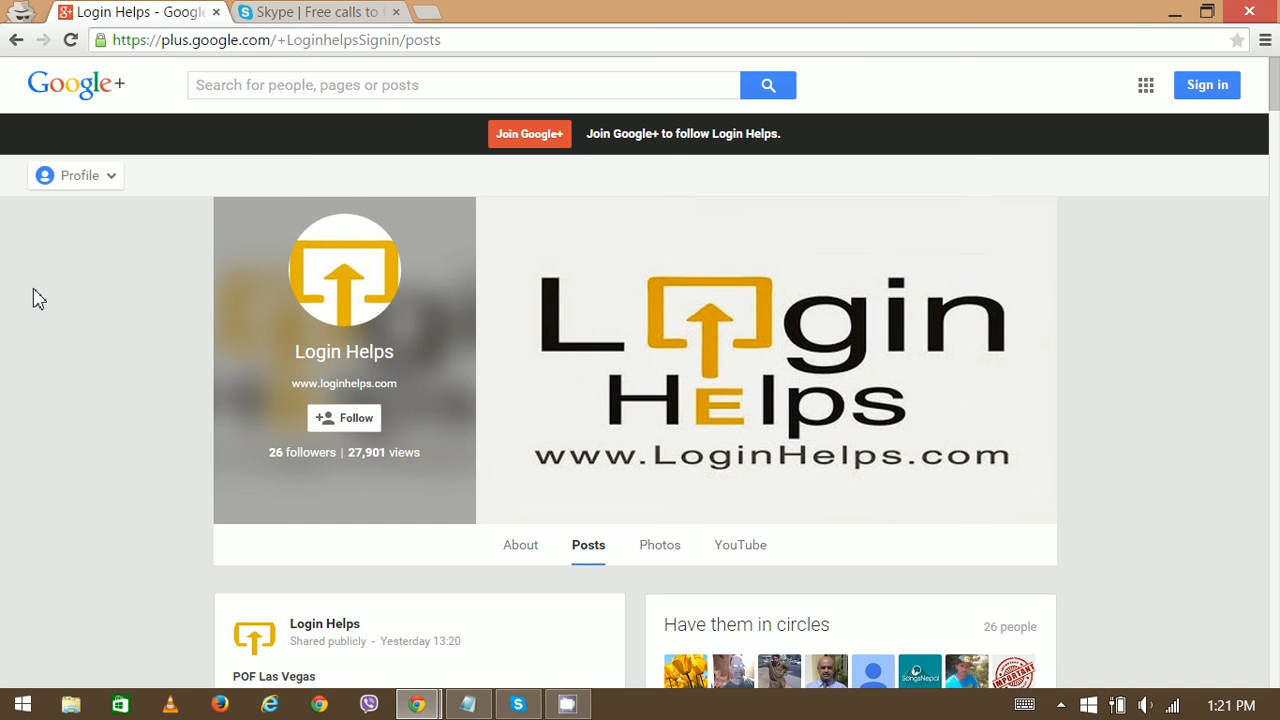 Login Helps - Google
Skype | Free calls to f
https://plus.google.com/+LoginhelpsSignin/posts
Google+
Search for people, pages or posts
Sign in
Join Google+
Join Google+ to follow Login Helps.
Profile
Login Helps
www.loginhelps.com
Follow
26 followers | 27,901 views
Login
Helps
www.LoginHelps.com
About
Posts
Photos
YouTube
Login Helps
Shared publicly - Yesterday 13:20
POF Las Vegas
Have them in circles
26 people
SongsNepal
IMPORTANT
1:21 PM